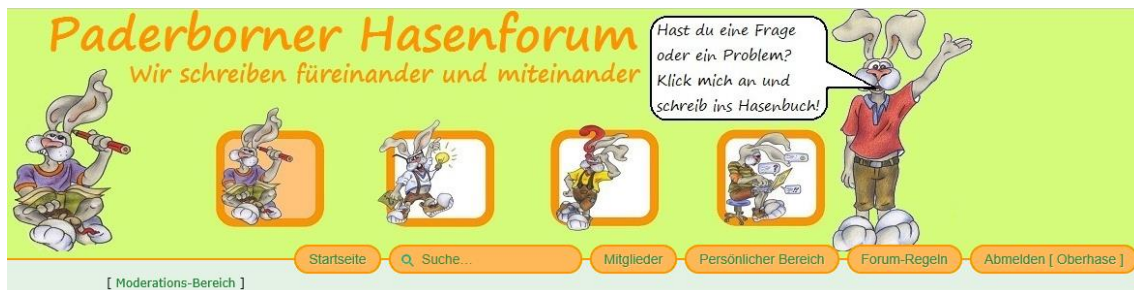 Paderborner Hasenforum
Wir schreiben füreinander und miteinander
Hast du eine Frage
oder ein Problem?
Klick mich an und
schreib ins Hasenbuch!
Startseite
Suche...
Mitglieder
Persönlicher Bereich
Forum-Regeln
Abmelden [ Oberhase ]
[ Moderations-Bereich ]